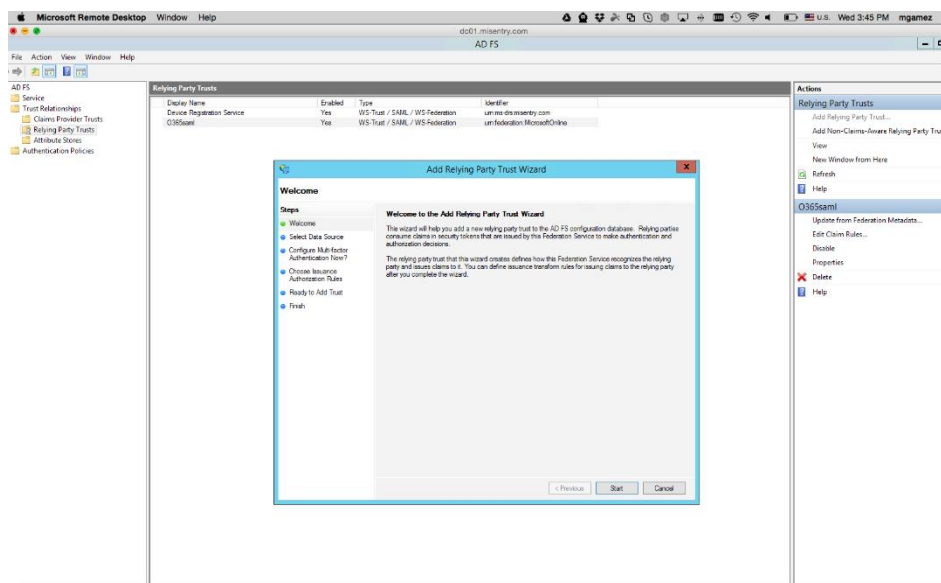 Microsoft Remote Desktop Window Help
U.S. Wed 3:45 PM mgamez
dc01.misentry.com
AD FS
File Action View Window Help
AD FS
Service
Trust Relationships
Claims Provider Trusts
Relying Party Trusts
Attribute Stores
Authentication Policies
Relying Party Trusts
Display Name Enabled Type Identifier
Device Registration Service Yes WS-Trust / SAML / WS-Federation urn:ms-drs:misentry.com
O365saml Yes WS-Trust / SAML / WS-Federation urn:federation:MicrosoftOnline
Add Relying Party Trust Wizard
Welcome
Steps
Welcome
Select Data Source
Configure Multi-factor
Authentication Now?
Choose Issuance
Authorization Rules
Ready to Add Trust
Finish
Welcome to the Add Relying Party Trust Wizard
This wizard will help you add a new relying party trust to the AD FS configuration database. Relying parties
consume claims in security tokens that are issued by this Federation Service to make authentication and
authorization decisions.
The relying party trust that this wizard creates defines how this Federation Service recognizes the relying
party and issues claims to it. You can define issuance transform rules for issuing claims to the relying party
after you complete the wizard.
< Previous Start Cancel
Actions
Relying Party Trusts
Add Relying Party Trust...
Add Non-Claims-Aware Relying Party Tru
View
New Window from Here
Refresh
Help
O365saml
Update from Federation Metadata...
Edit Claim Rules...
Disable
Properties
Delete
Help